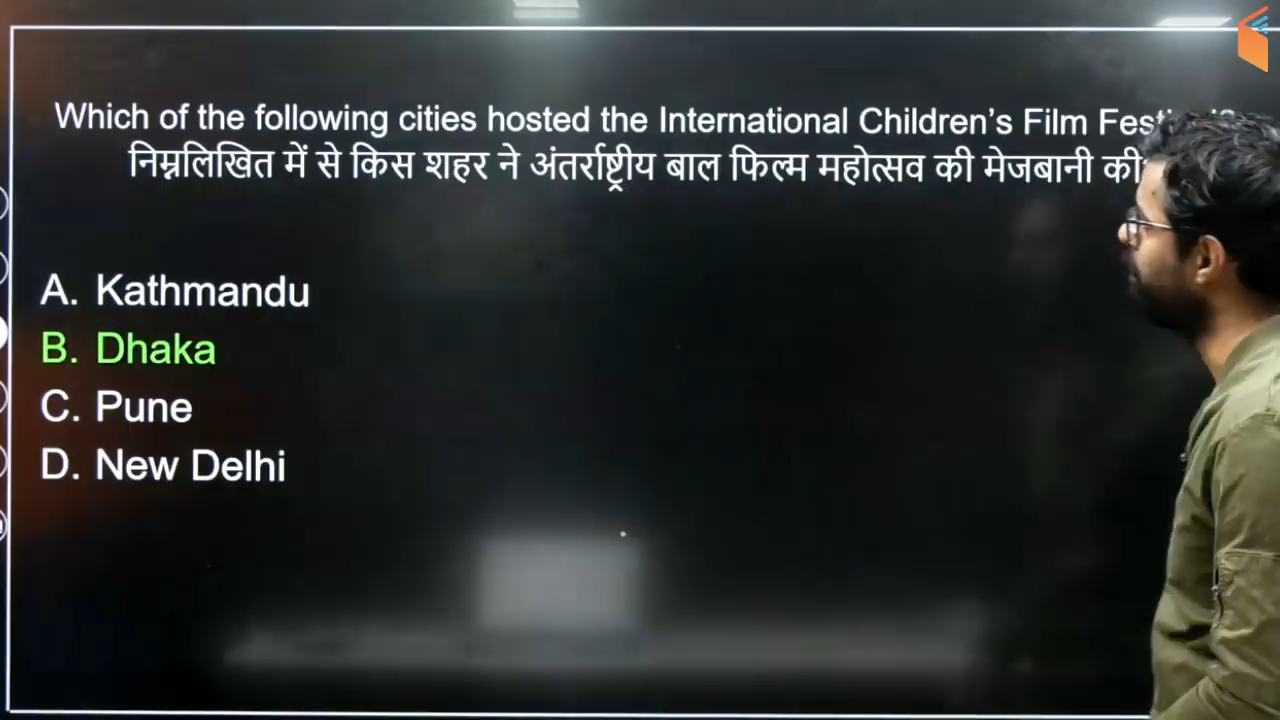 Which of the following cities hosted the International Children's Film
निम्नलिखित में से किस शहर ने अंतर्राष्ट्रीय बाल फिल्म महोत्सव की मेजबानी की
A. Kathmandu
B. Dhaka
C. Pune
D. New Delhi